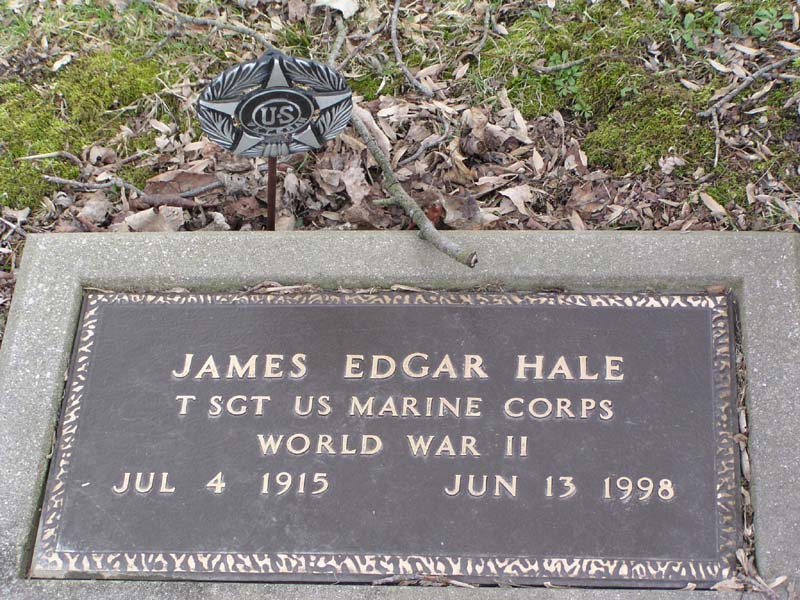 US
JAMES EDGAR HALE
T SGT US MARINE CORPS
WORLD WAR II
JUL 4 1915 JUN 13 1998